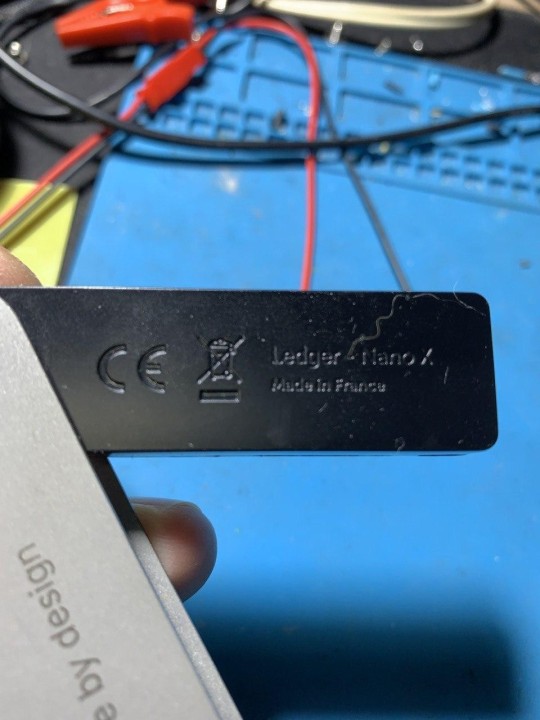 CE
Ledger - Nano X
Made in France
e by design